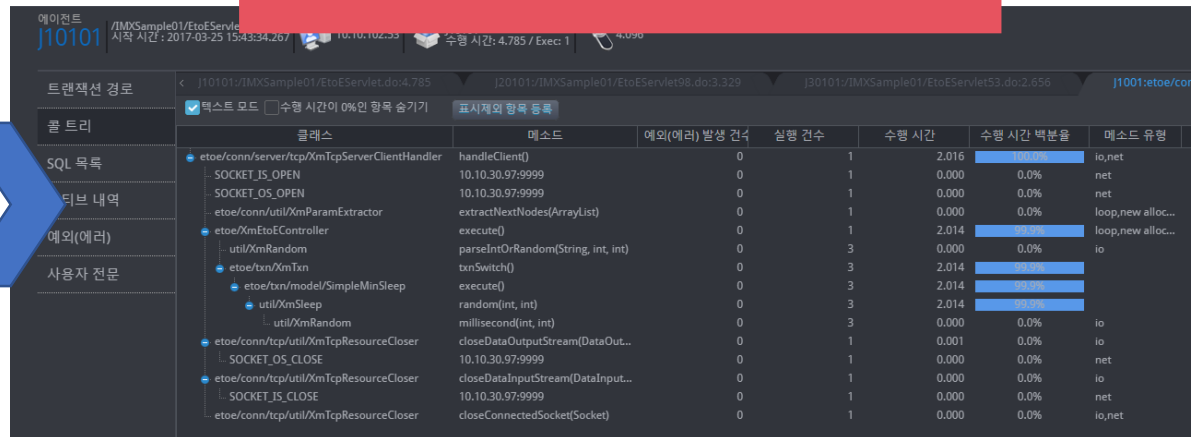 에이전트
J10101
/IMXSample01/EtoEServle
시작 시간 : 2017-03-25 15:43:34.267
10.10.102.53
수행 시간: 4.785 / Exec: 1
4.096
J10101:/IMXSample01/EtoEServlet.do:4.785 J20101:/IMXSample01/EtoEServlet98.do:3.329 J30101:/IMXSample01/EtoEServlet53.do:2.656 J1001:etoe/cor
트랜잭션 경로
콜 트리
SQL 목록
티브 내역
예외(에러)
사용자 전문
텍스트 모드 수행 시간이 0%인 항목 숨기기 표시제외 항목 등록
클래스 메소드 예외(에러) 발생 건수 실행 건수 수행 시간 수행 시간 백분율 메소드 유형
etoe/conn/server/tcp/XmTcpServerClientHandler handleClient() 0 1 2.016 100.0% io,net
SOCKET_IS_OPEN 10.10.30.97:9999 0 1 0.000 0.0% net
SOCKET_OS_OPEN 10.10.30.97:9999 0 1 0.000 0.0% net
etoe/conn/util/XmParamExtractor extractNextNodes(ArrayList) 0 1 0.000 0.0% loop,new alloc...
etoe/XmEtoEController execute() 0 1 2.014 99.9% loop,new alloc...
util/XmRandom parseIntOrRandom(String, int, int) 0 3 0.000 0.0% io
etoe/txn/XmTxn txnSwitch() 0 3 2.014 99.9%
etoe/txn/model/SimpleMinSleep execute() 0 3 2.014 99.9%
util/XmSleep random(int, int) 0 3 2.014 99.9%
util/XmRandom millisecond(int, int) 0 3 0.000 0.0% io
etoe/conn/tcp/util/XmTcpResourceCloser closeDataOutputStream(DataOut... 0 1 0.001 0.0% io
SOCKET_OS_CLOSE 10.10.30.97:9999 0 1 0.000 0.0% net
etoe/conn/tcp/util/XmTcpResourceCloser closeDataInputStream(DataInput... 0 1 0.000 0.0% io
SOCKET_IS_CLOSE 10.10.30.97:9999 0 1 0.000 0.0% net
etoe/conn/tcp/util/XmTcpResourceCloser closeConnectedSocket(Socket) 0 1 0.000 0.0% io,net